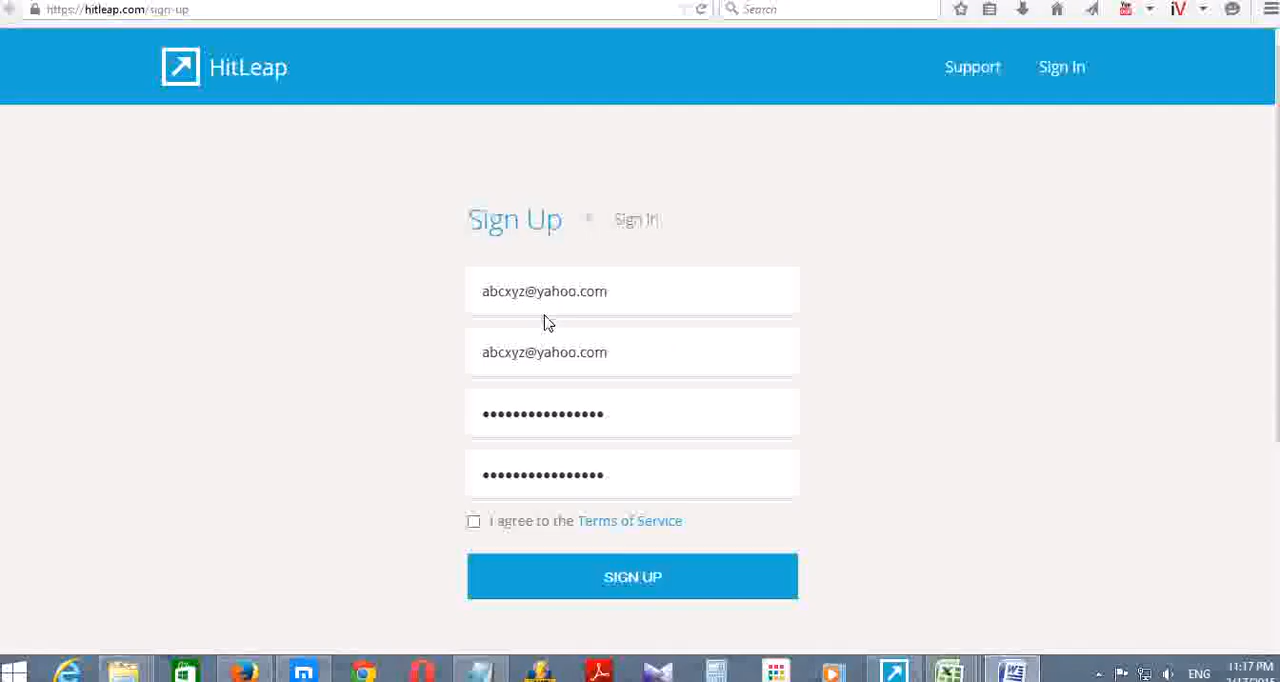 https://hitleap.com/sign-up
Search
HitLeap
Support
Sign In
Sign Up
Sign In
abcxyz@yahoo.com
abcxyz@yahoo.com
••••••••••••••••
••••••••••••••••
I agree to the Terms of Service
SIGN UP
ENG
11:17 PM